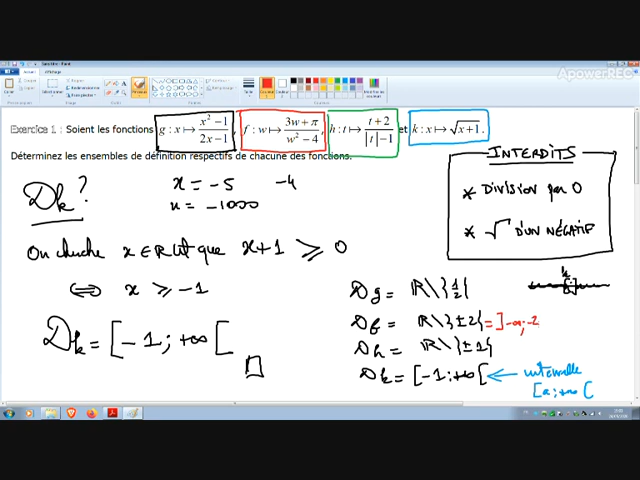 ApowerREC
Exercice 1 : Soient les fonctions g : x ↦ (x² − 1)/(2x − 1), f : w ↦ (3w + π)/(w² − 4), h : t ↦ (t + 2)/(|t| − 1) et k : x ↦ √(x + 1).
Déterminez les ensembles de définition respectifs de chacune des fonctions.
INTERDITS
* Division par 0
* √ D'UN NÉGATIF
Dk ?
x = −5 −4
x = −1000
On cherche x ∈ ℝ tel que x + 1 ⩾ 0
⟺ x ⩾ −1
Dk = [−1 ; +∞[
Dg = ℝ \ {1/2}
Df = ℝ \ {±2} = ]−∞ ; −2
Dh = ℝ \ {±1}
Dk = [−1 ; +∞[ ← intervalle
[a ; +∞[